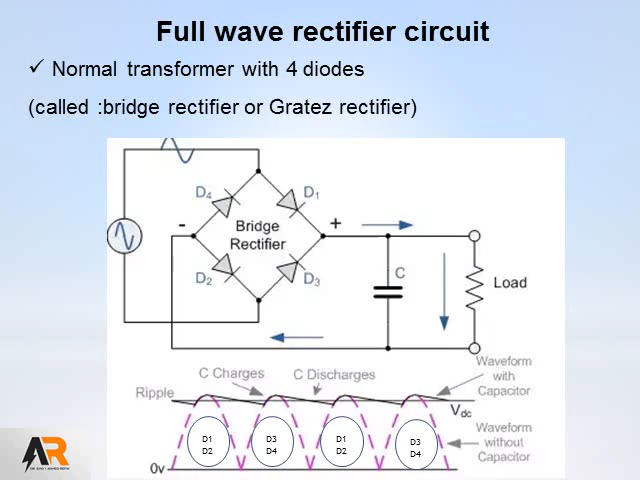 Full wave rectifier circuit
✓ Normal transformer with 4 diodes
(called :bridge rectifier or Gratez rectifier)
D4
D1
-
Bridge
Rectifier
+
D2
D3
C
Load
C Charges
C Discharges
Waveform
with
Capacitor
Ripple
Vdc
D1
D2
D3
D4
D1
D2
D3
D4
Waveform
without
Capacitor
0v
AR